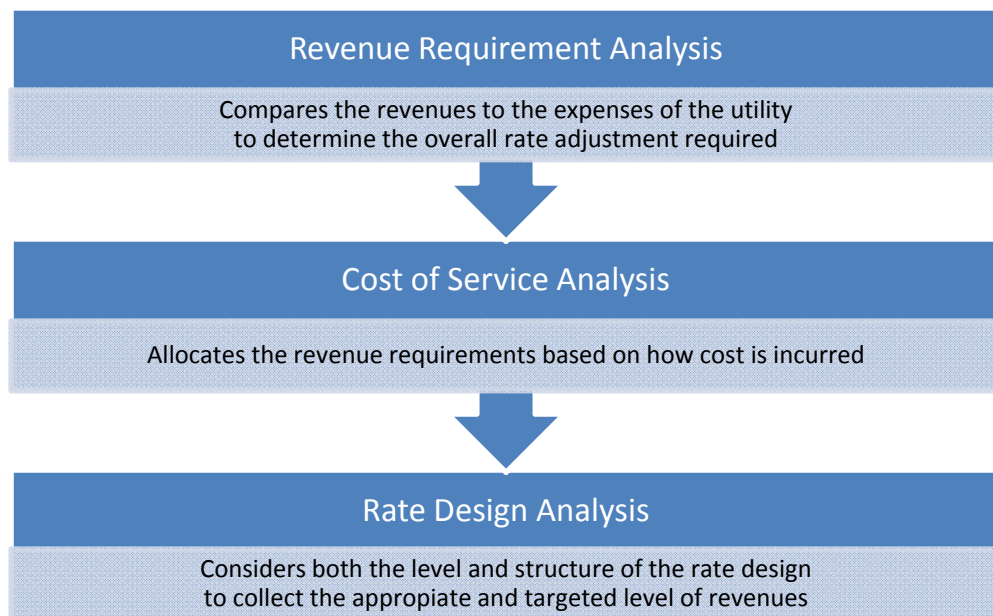 Revenue Requirement Analysis
Compares the revenues to the expenses of the utility
to determine the overall rate adjustment required
Cost of Service Analysis
Allocates the revenue requirements based on how cost is incurred
Rate Design Analysis
Considers both the level and structure of the rate design
to collect the appropiate and targeted level of revenues